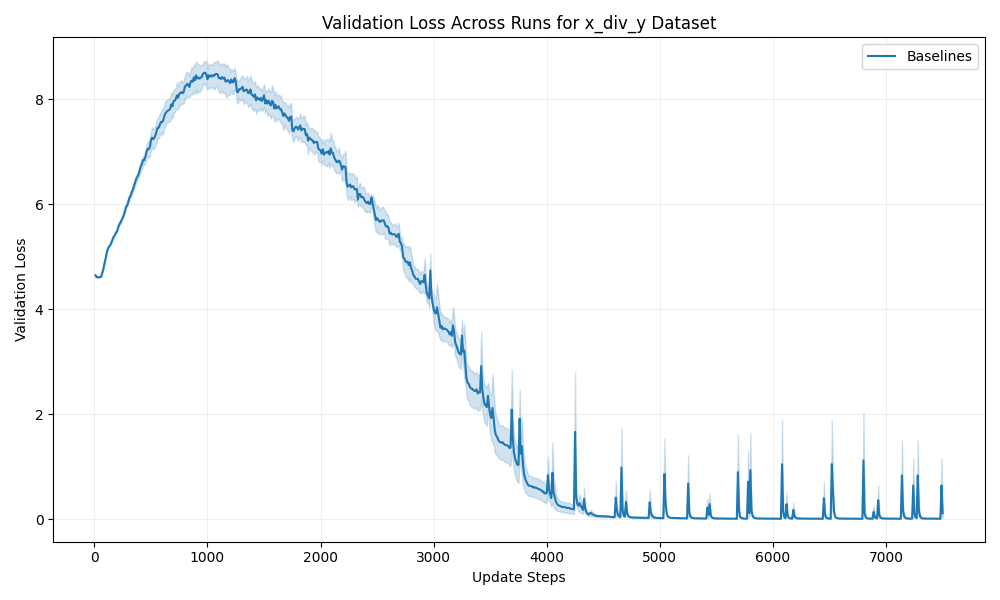 Validation Loss Across Runs for x_div_y Dataset
Baselines
Validation Loss
8
6
4
2
0
0 1000 2000 3000 4000 5000 6000 7000
Update Steps